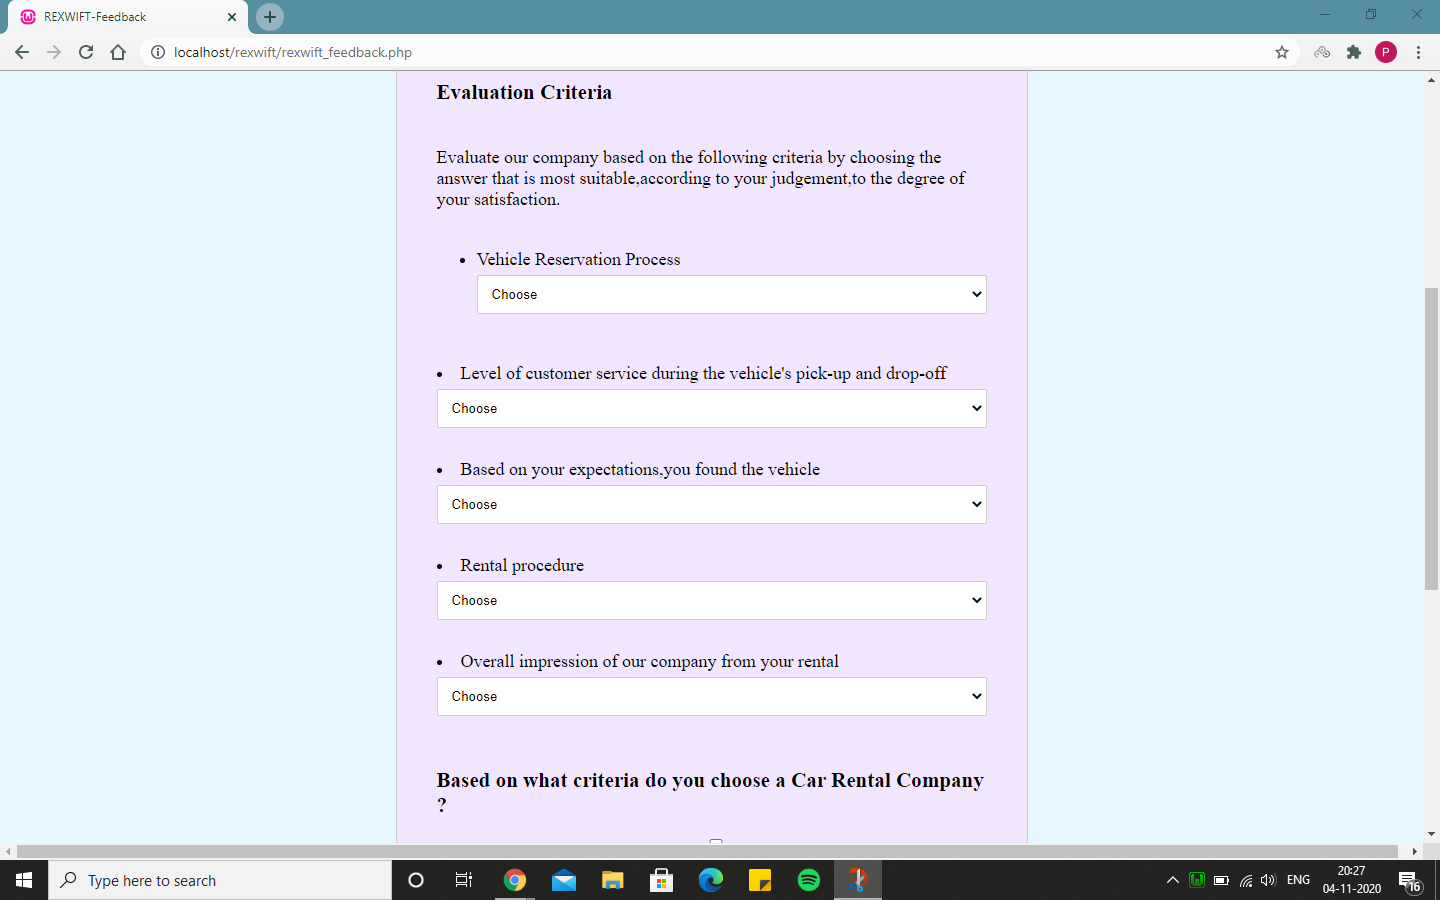 REXWIFT-Feedback
localhost/rexwift/rexwift_feedback.php
P
Evaluation Criteria
Evaluate our company based on the following criteria by choosing the
answer that is most suitable,according to your judgement,to the degree of
your satisfaction.
Vehicle Reservation Process
Choose
Level of customer service during the vehicle's pick-up and drop-off
Choose
Based on your expectations,you found the vehicle
Choose
Rental procedure
Choose
Overall impression of our company from your rental
Choose
Based on what criteria do you choose a Car Rental Company
?
Type here to search
ENG
20:27
04-11-2020
16